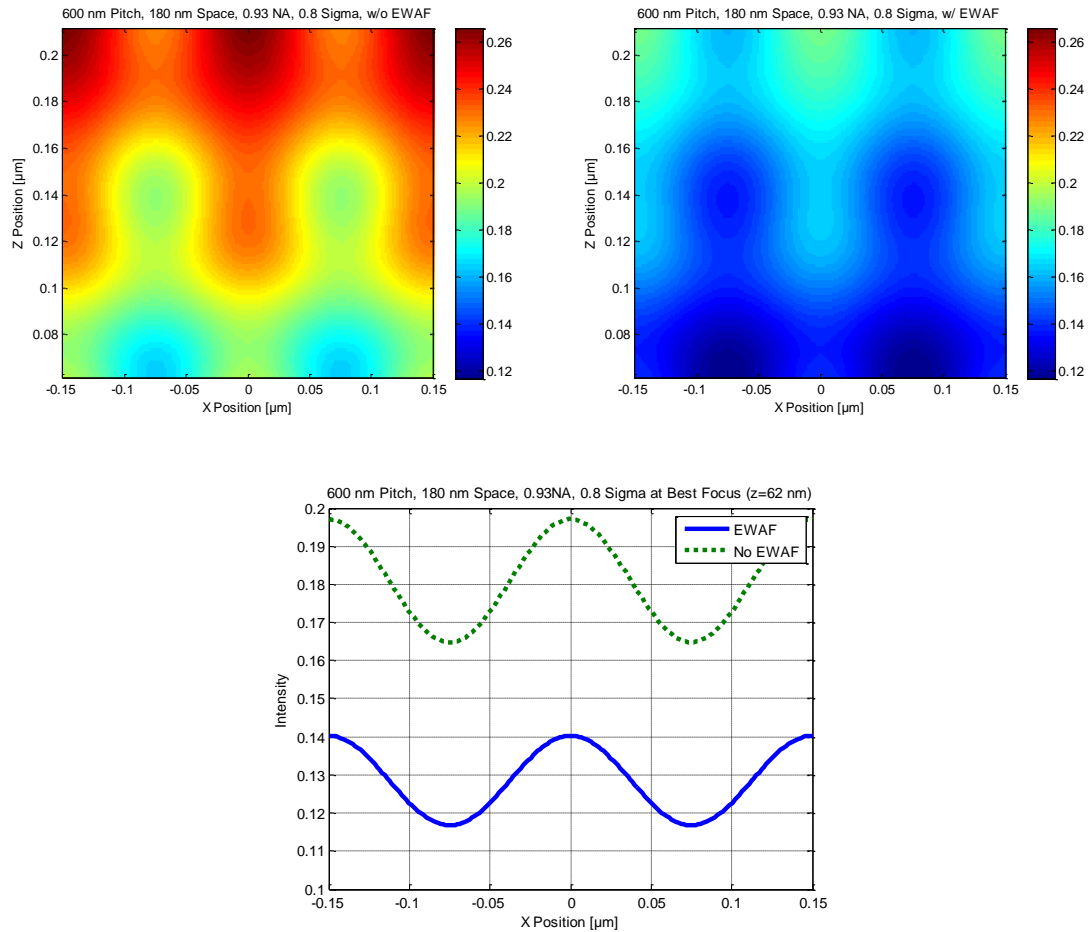 600 nm Pitch, 180 nm Space, 0.93 NA, 0.8 Sigma, w/o EWAF
Z Position [µm]
0.2
0.18
0.16
0.14
0.12
0.1
0.08
-0.15 -0.1 -0.05 0 0.05 0.1 0.15
X Position [µm]
0.26
0.24
0.22
0.2
0.18
0.16
0.14
0.12
600 nm Pitch, 180 nm Space, 0.93 NA, 0.8 Sigma, w/ EWAF
Z Position [µm]
0.2
0.18
0.16
0.14
0.12
0.1
0.08
-0.15 -0.1 -0.05 0 0.05 0.1 0.15
X Position [µm]
0.26
0.24
0.22
0.2
0.18
0.16
0.14
0.12
600 nm Pitch, 180 nm Space, 0.93NA, 0.8 Sigma at Best Focus (z=62 nm)
Intensity
0.2
0.19
0.18
0.17
0.16
0.15
0.14
0.13
0.12
0.11
0.1
EWAF
No EWAF
-0.15 -0.1 -0.05 0 0.05 0.1 0.15
X Position [µm]